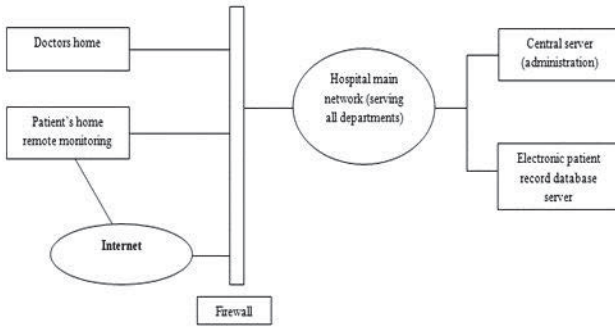 Doctors home
Patient`s home
remote monitoring
Internet
Firewall
Hospital main
network (serving
all departments)
Central server
(administration)
Electronic patient
record database
server